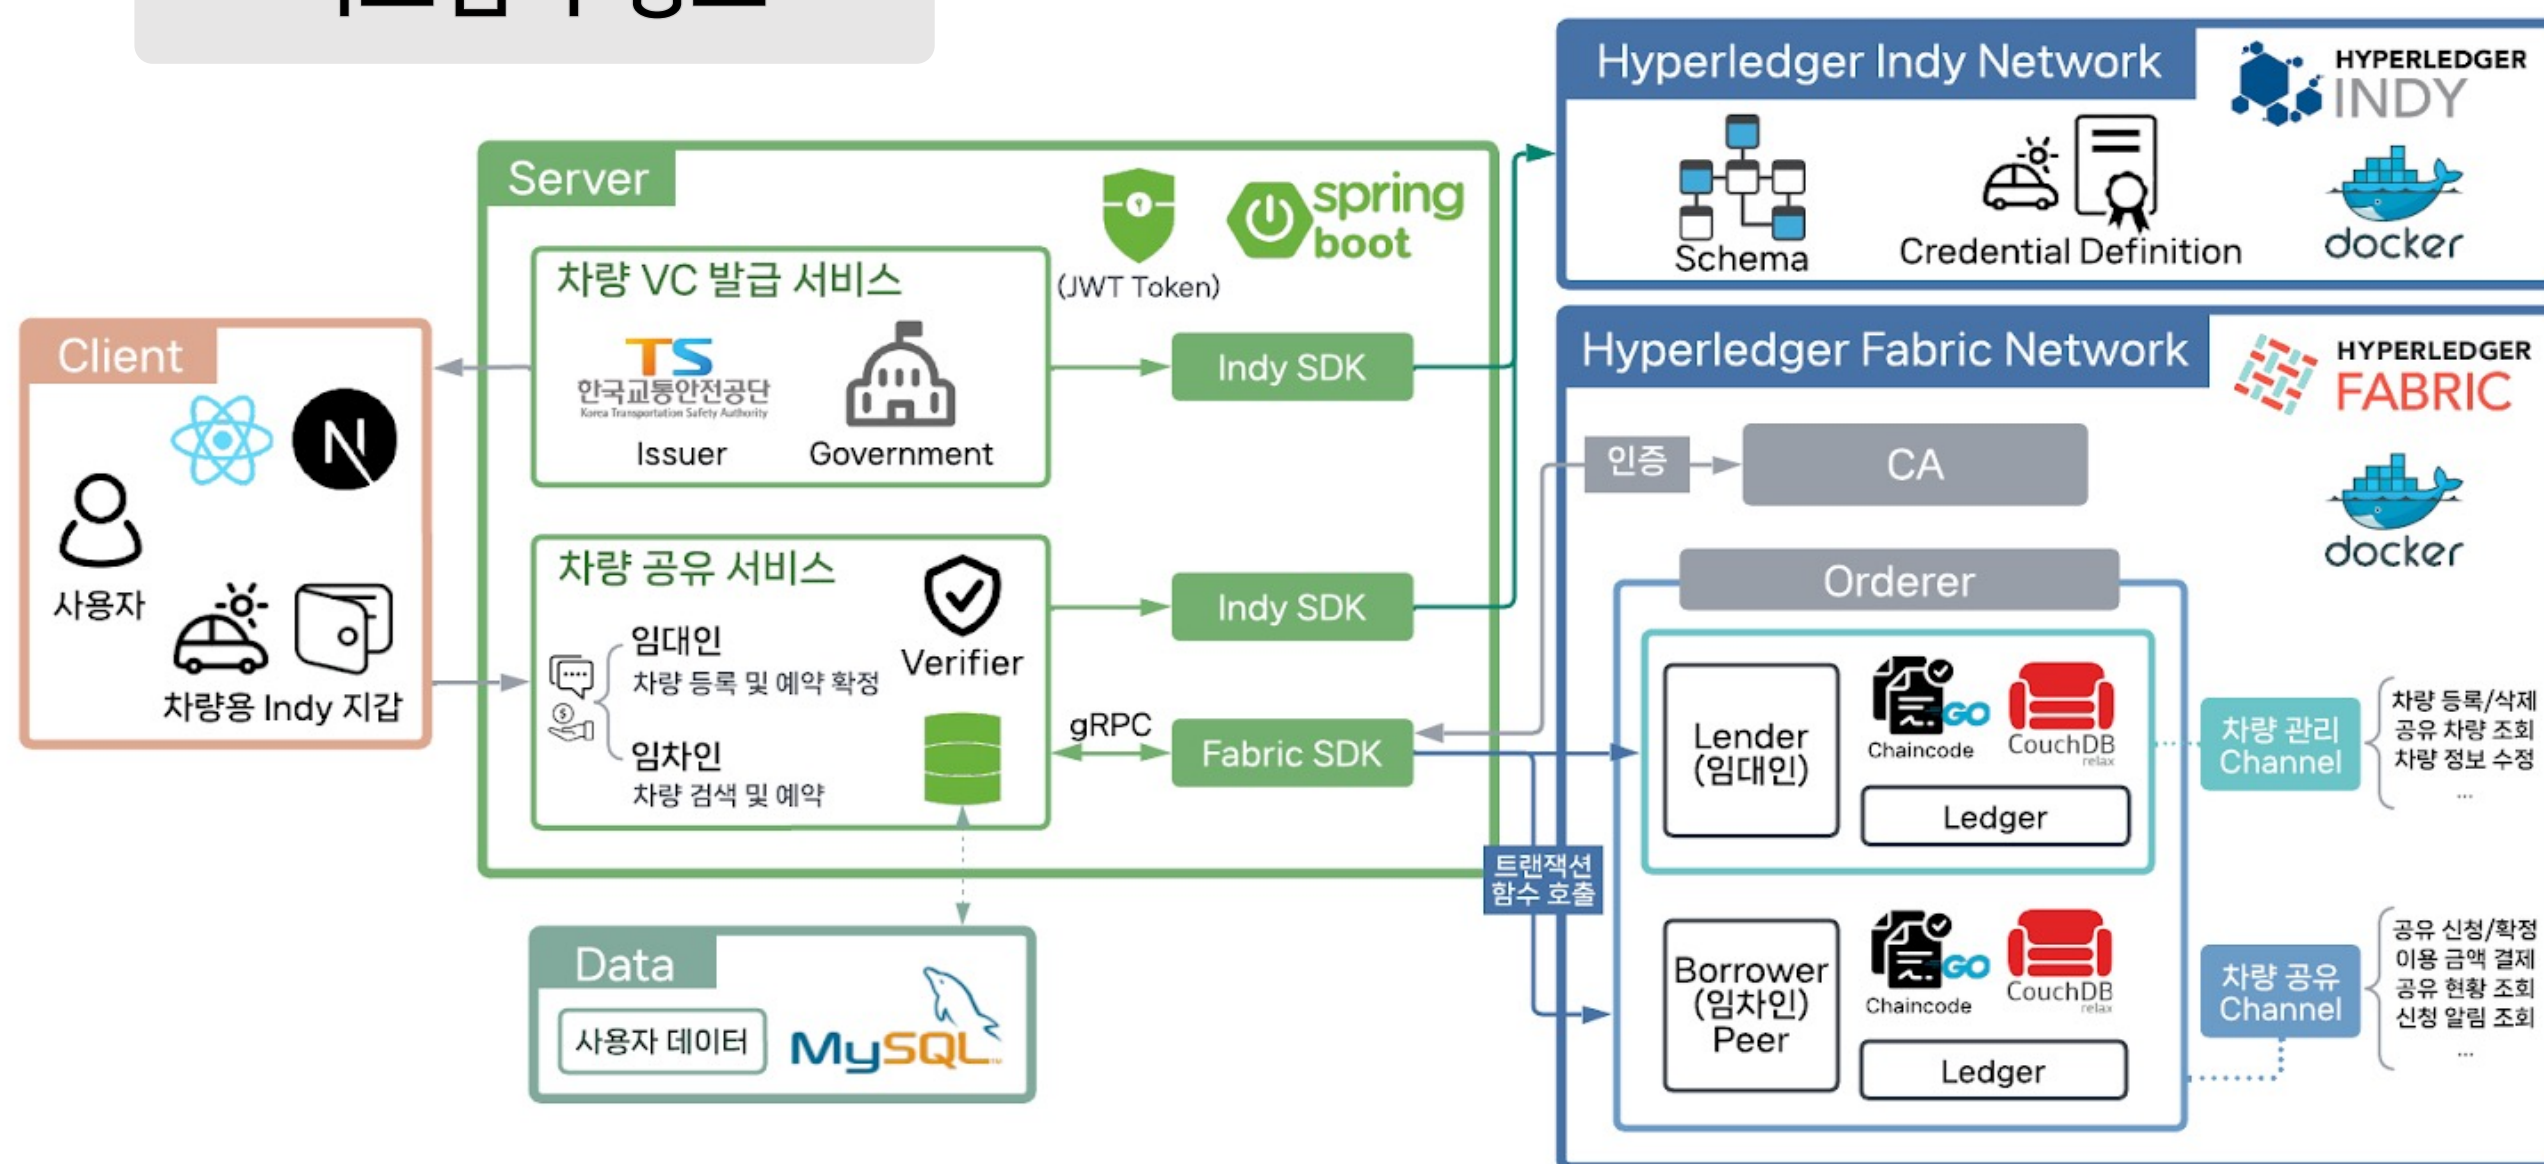 Client
사용자
차량용 Indy 지갑
Server
(JWT Token)
spring
boot
차량 VC 발급 서비스
TS
한국교통안전공단
Korea Transportation Safety Authority
Issuer
Government
Indy SDK
차량 공유 서비스
임대인
차량 등록 및 예약 확정
임차인
차량 검색 및 예약
Verifier
Indy SDK
gRPC
Fabric SDK
Data
사용자 데이터
MySQL
트랜잭션
함수 호출
Hyperledger Indy Network
HYPERLEDGER
INDY
Schema
Credential Definition
docker
Hyperledger Fabric Network
HYPERLEDGER
FABRIC
인증
CA
docker
Orderer
Lender
(임대인)
GO
Chaincode
CouchDB
relax
Ledger
차량 관리
Channel
차량 등록/삭제
공유 차량 조회
차량 정보 수정
...
Borrower
(임차인)
Peer
GO
Chaincode
CouchDB
relax
Ledger
차량 공유
Channel
공유 신청/확정
이용 금액 결제
공유 현황 조회
신청 알림 조회
...